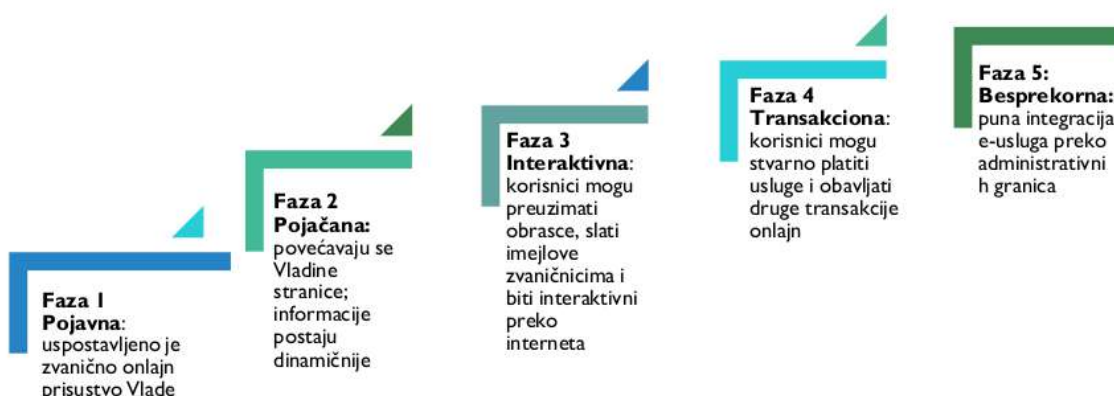 Faza 1
Pojavna:
uspostavljeno je
zvanično onlajn
prisustvo Vlade
Faza 2
Pojačana:
povećavaju se
Vladine
stranice;
informacije
postaju
dinamičnije
Faza 3
Interaktivna:
korisnici mogu
preuzimati
obrasce, slati
imejlove
zvaničnicima i
biti interaktivni
preko
interneta
Faza 4
Transakciona:
korisnici mogu
stvarno platiti
usluge i obavljati
druge transakcije
onlajn
Faza 5:
Besprekorna:
puna integracija
e-usluga preko
administrativni
h granica